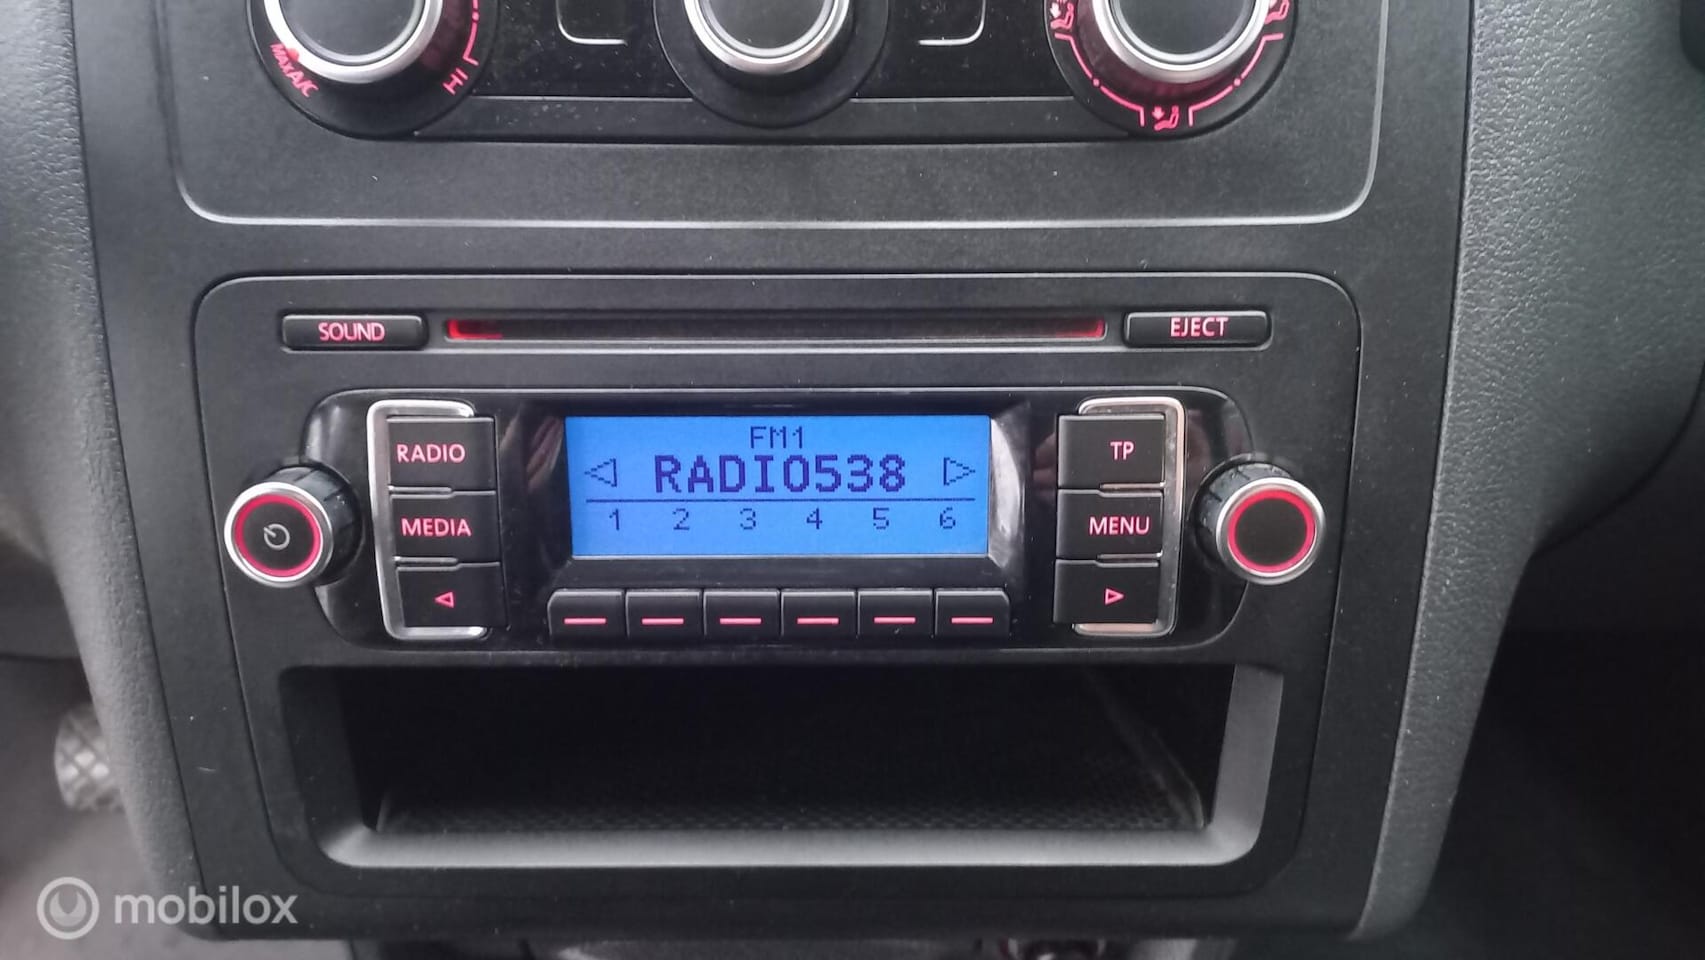 MAX A/C
HI
SOUND
EJECT
RADIO
FM1
TP
RADIO538
MEDIA
1 2 3 4 5 6
MENU
mobilox